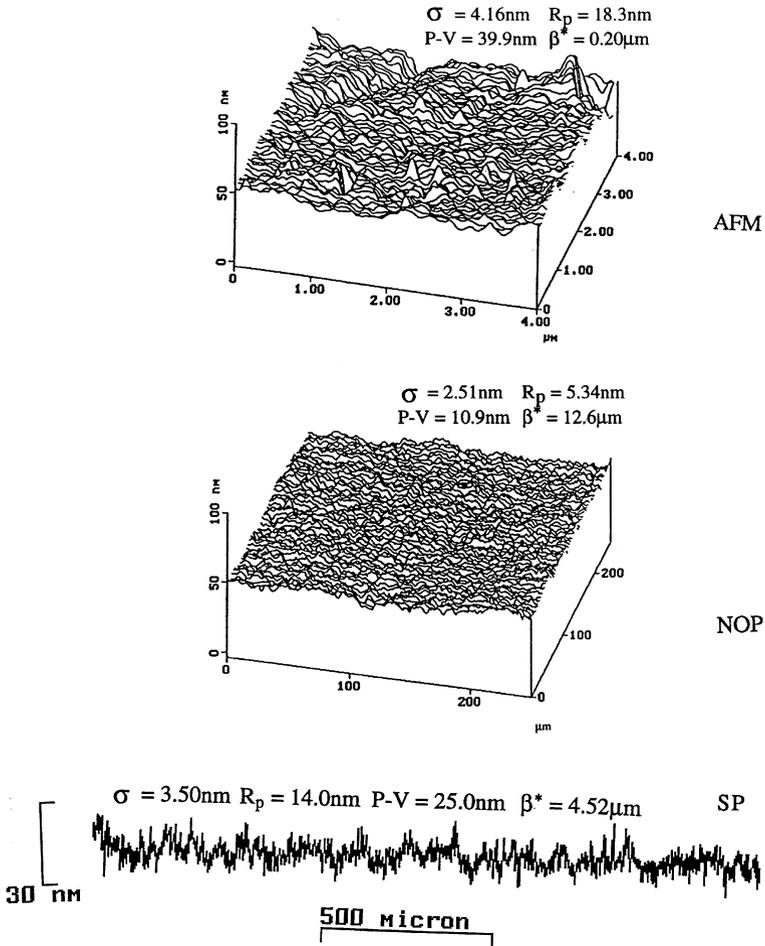 σ = 4.16nm Rp = 18.3nm
P-V = 39.9nm β* = 0.20μm
100 nm
50
0
4.00
3.00
2.00
1.00
0
0
1.00
2.00
3.00
4.00
μm
AFM
σ = 2.51nm Rp = 5.34nm
P-V = 10.9nm β* = 12.6μm
100 nm
50
0
200
100
0
0
100
200
μm
NOP
σ = 3.50nm Rp = 14.0nm P-V = 25.0nm β* = 4.52μm
SP
30 nm
500 micron